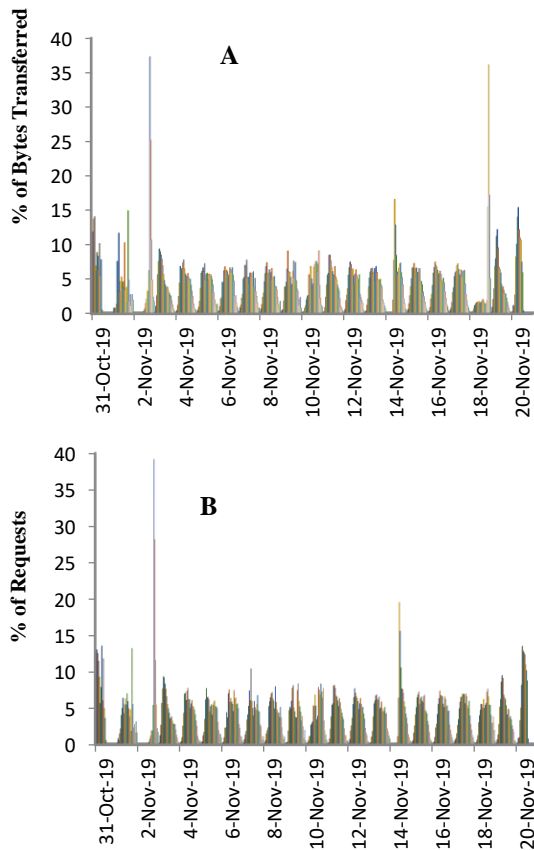 A
% of Bytes Transferred
40
35
30
25
20
15
10
5
0
31-Oct-19
2-Nov-19
4-Nov-19
6-Nov-19
8-Nov-19
10-Nov-19
12-Nov-19
14-Nov-19
16-Nov-19
18-Nov-19
20-Nov-19
B
% of Requests
40
35
30
25
20
15
10
5
0
31-Oct-19
2-Nov-19
4-Nov-19
6-Nov-19
8-Nov-19
10-Nov-19
12-Nov-19
14-Nov-19
16-Nov-19
18-Nov-19
20-Nov-19